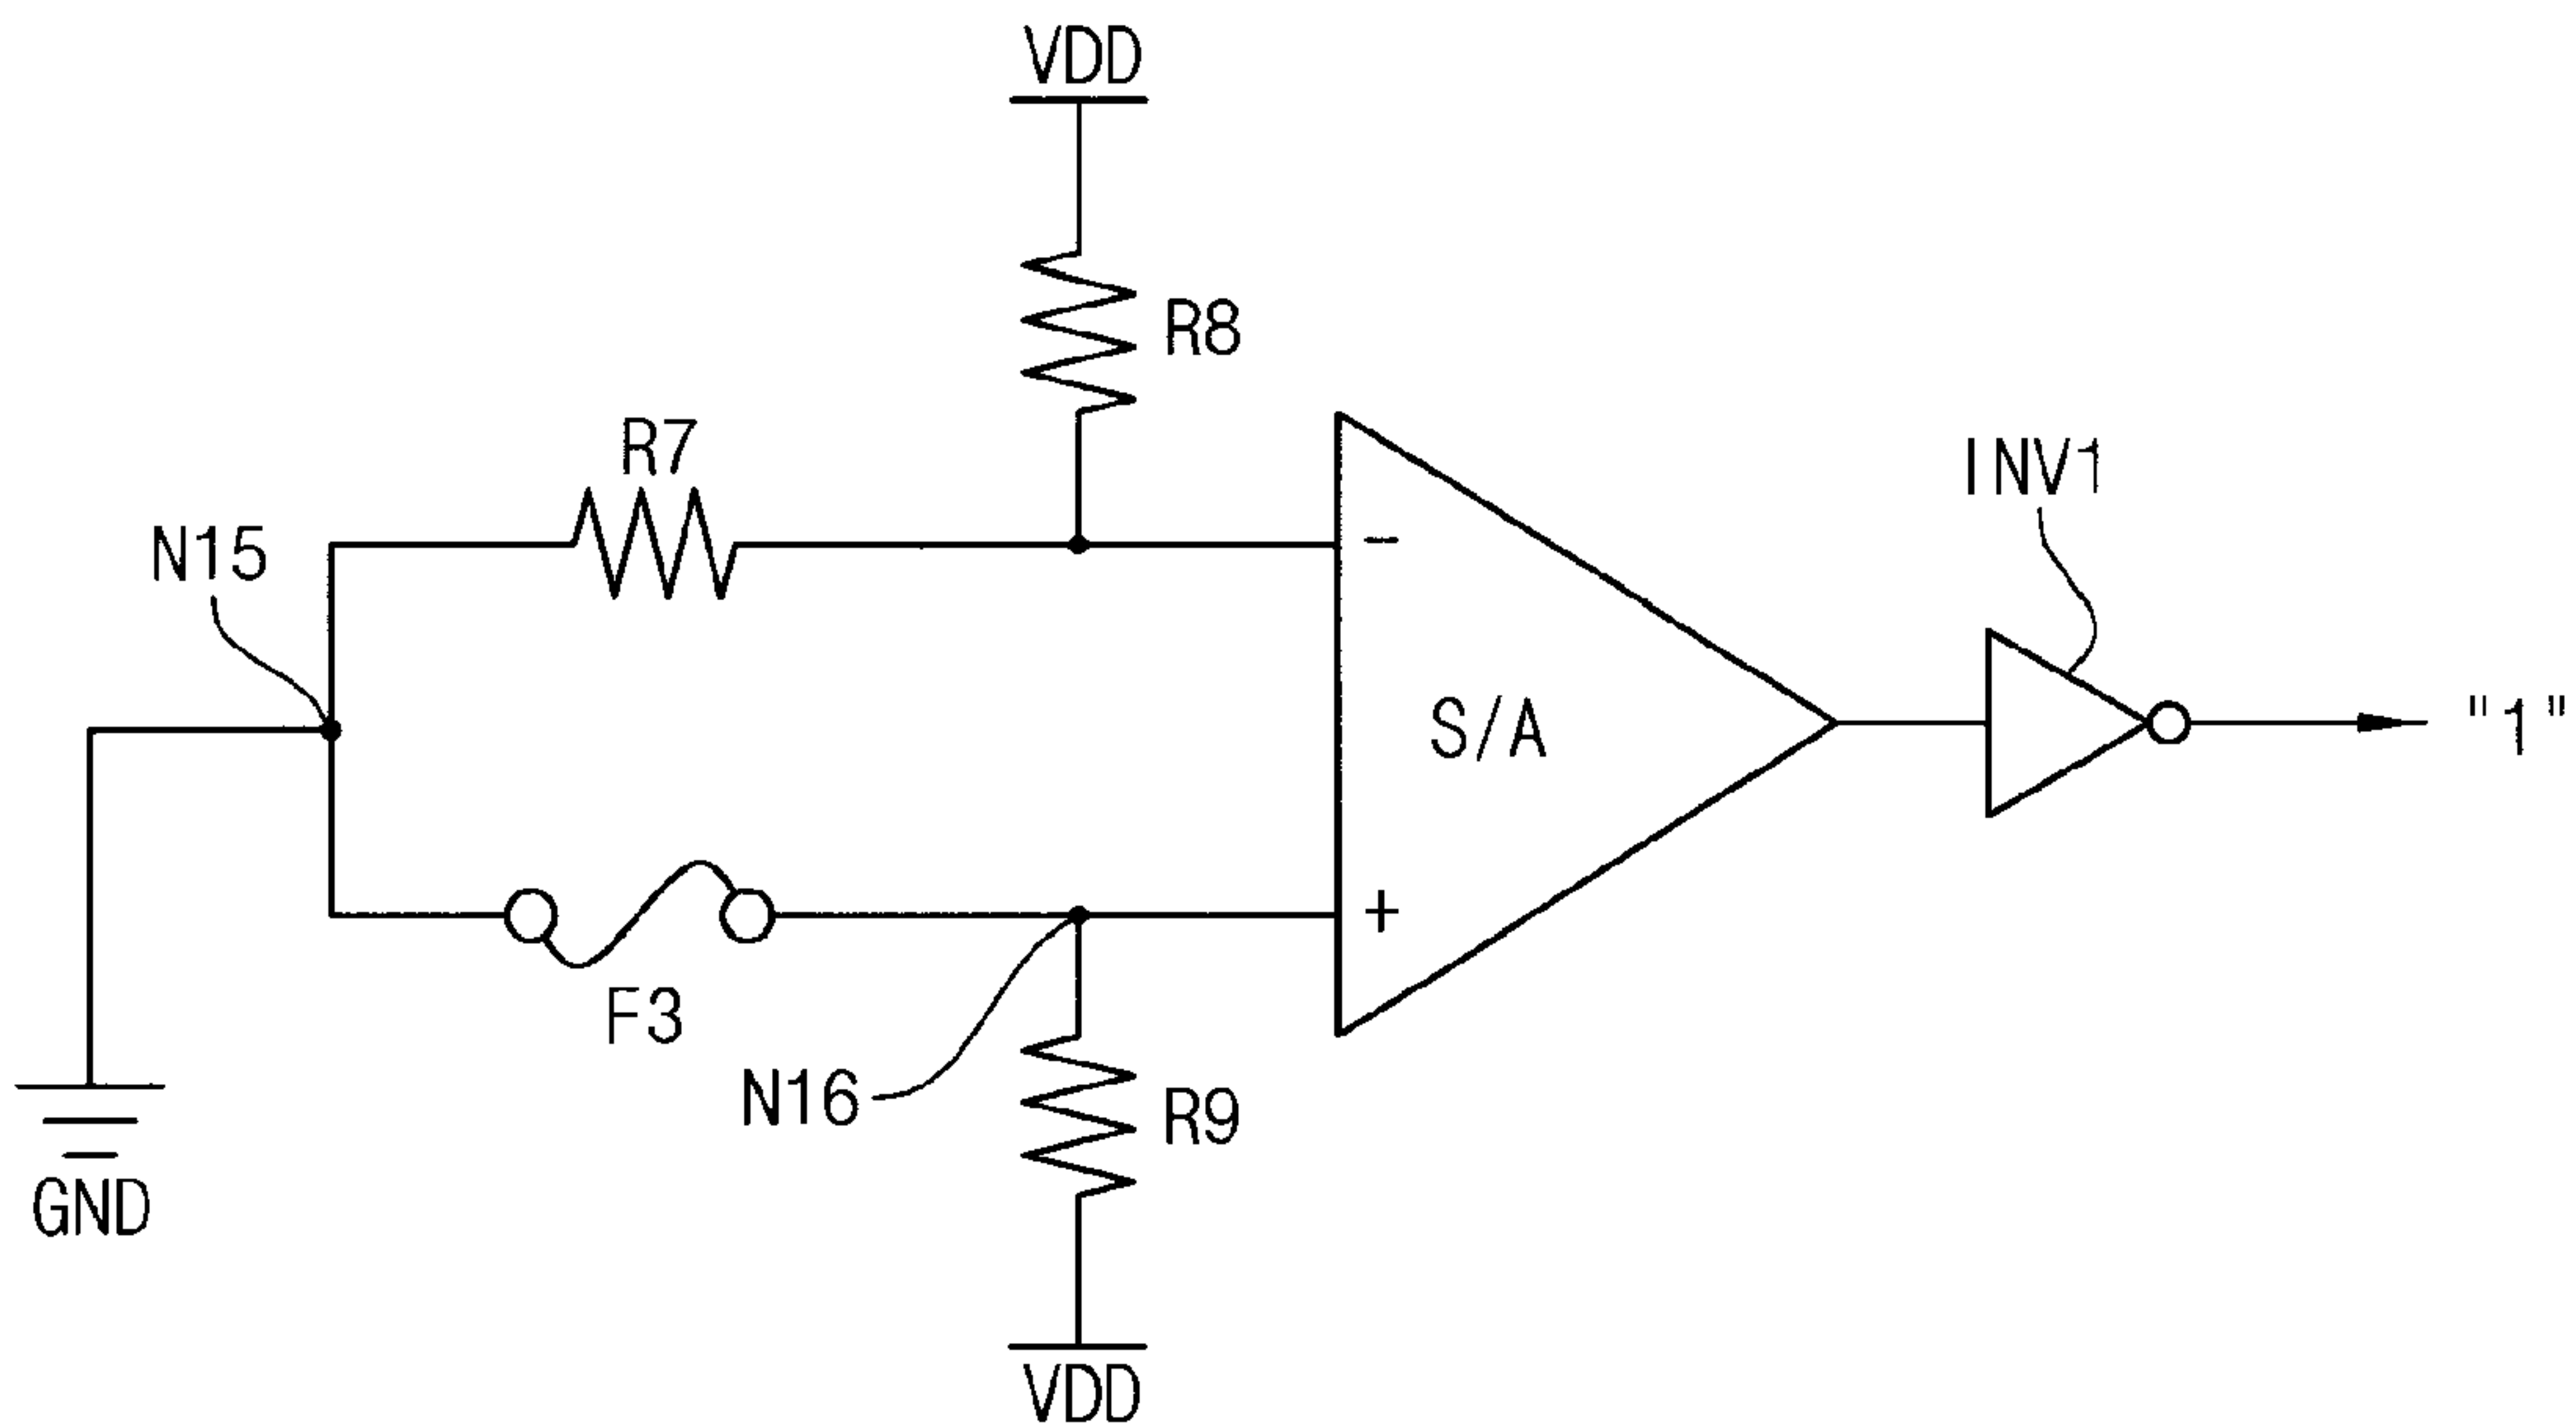 VDD
R8
R7
INV1
N15
-
S/A
"1"
+
F3
N16
R9
GND
VDD